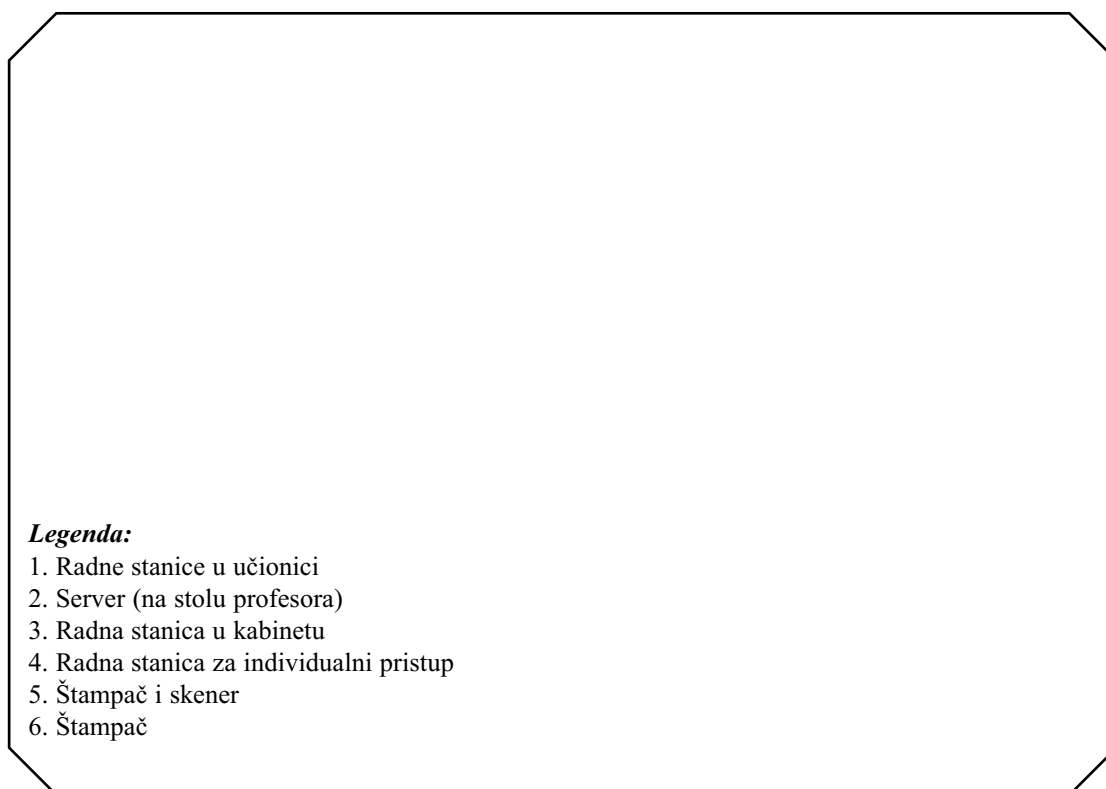 Legenda:
1. Radne stanice u učionici
2. Server (na stolu profesora)
3. Radna stanica u kabinetu
4. Radna stanica za individualni pristup
5. Štampač i skener
6. Štampač